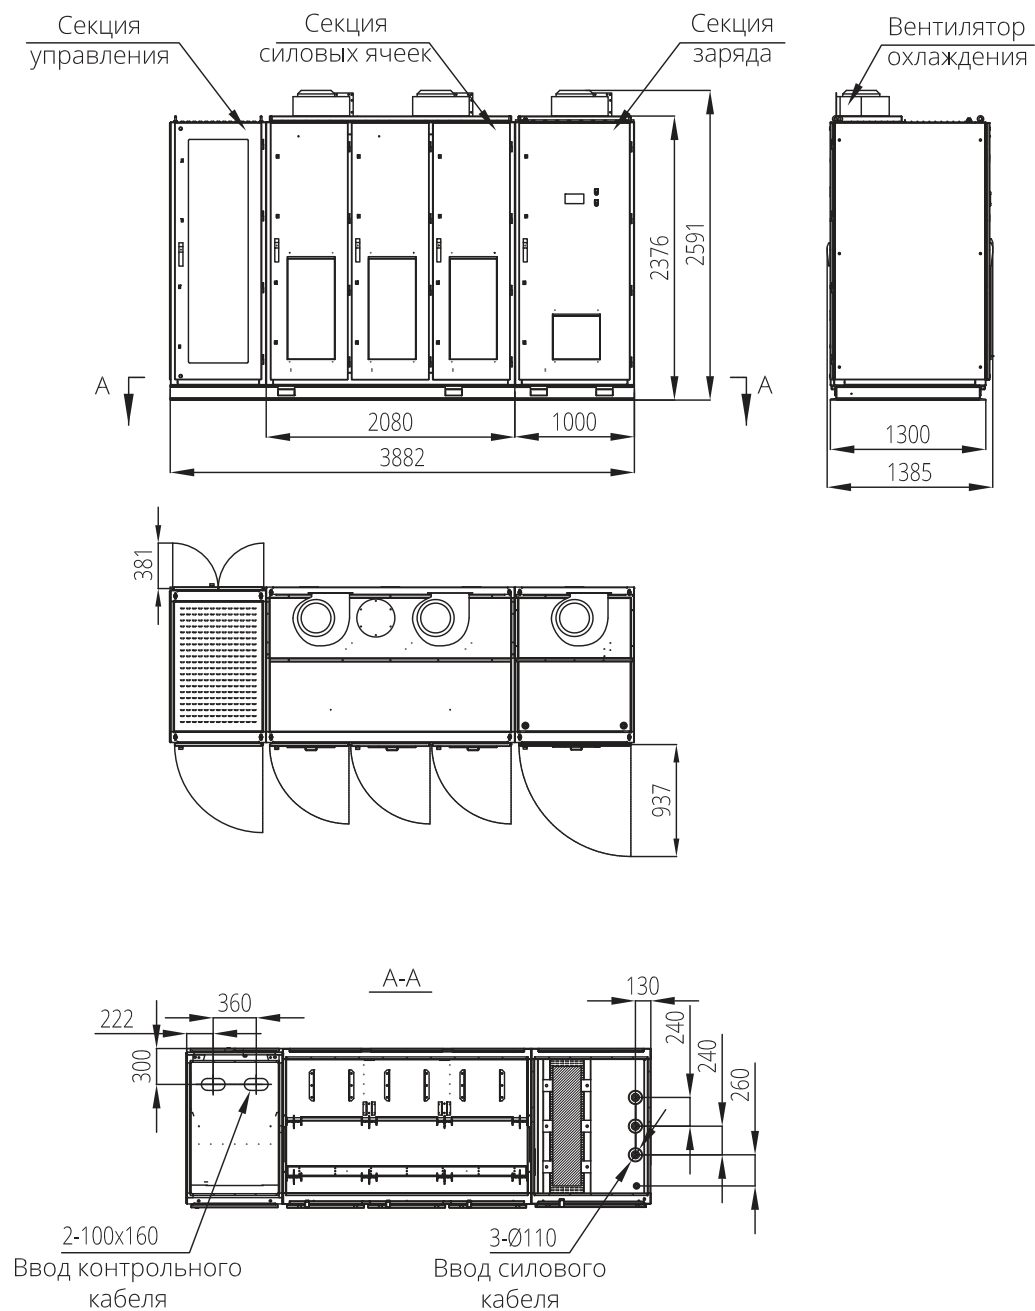 Секция
управления
Секция
силовых ячеек
Секция
заряда
Вентилятор
охлаждения
2376
2591
А
А
2080
1000
3882
1300
1385
381
937
А-А
222
360
300
130
240
240
260
2-100х160
Ввод контрольного
кабеля
3-Ø110
Ввод силового
кабеля